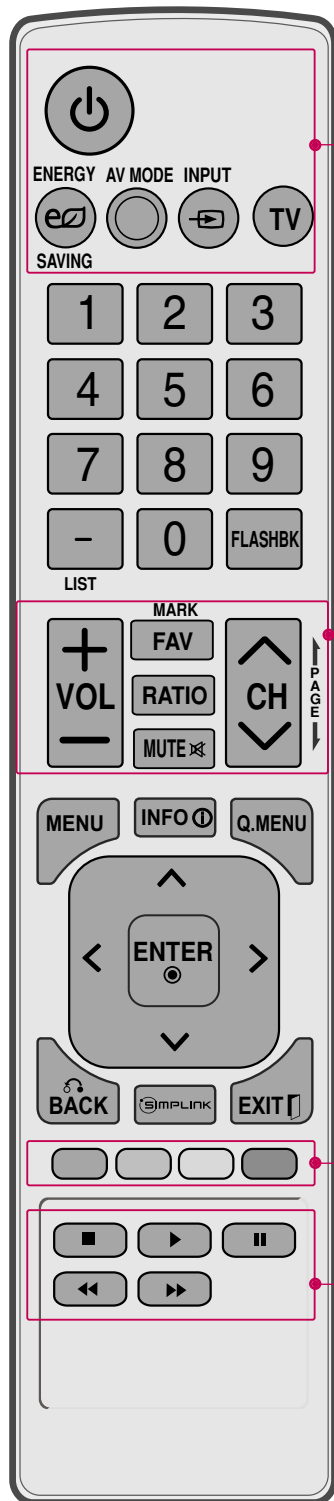 ENERGY AV MODE INPUT
TV
SAVING
1 2 3
4 5 6
7 8 9
- 0 FLASHBK
LIST
MARK
+ FAV
VOL RATIO CH
- MUTE
PAGE
MENU INFO i Q.MENU
ENTER
BACK SIMPLINK EXIT